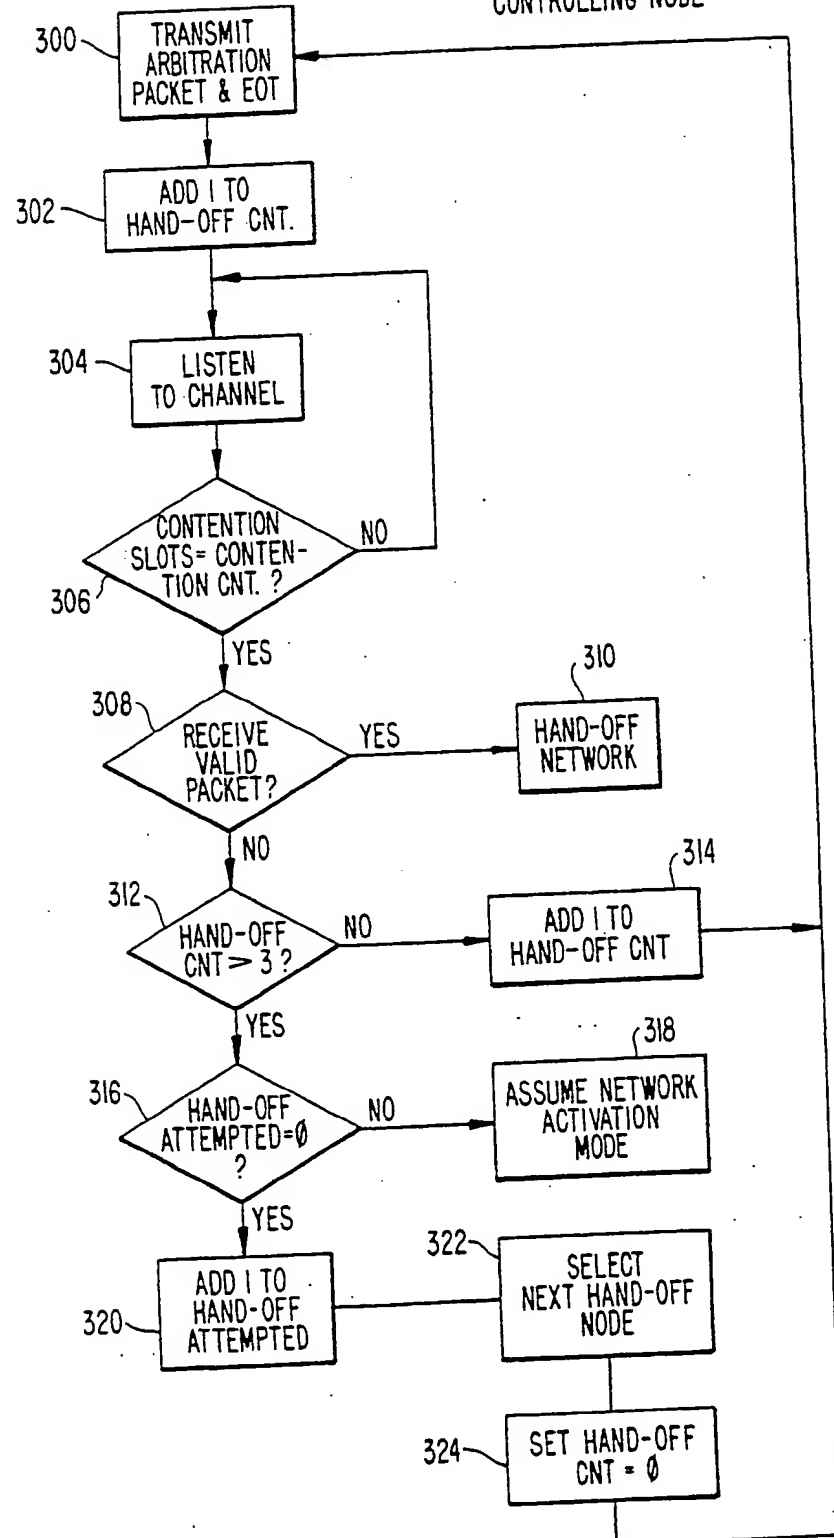 CONTROLLING NODE
300
TRANSMIT
ARBITRATION
PACKET & EOT
302
ADD 1 TO
HAND-OFF CNT.
304
LISTEN
TO CHANNEL
CONTENTION
SLOTS= CONTEN-
TION CNT. ?
NO
306
YES
308
RECEIVE
VALID
PACKET?
YES
310
HAND-OFF
NETWORK
NO
312
HAND-OFF
CNT > 3 ?
NO
314
ADD 1 TO
HAND-OFF CNT
YES
316
HAND-OFF
ATTEMPTED=Ø
?
NO
318
ASSUME NETWORK
ACTIVATION
MODE
YES
320
ADD 1 TO
HAND-OFF
ATTEMPTED
322
SELECT
NEXT HAND-OFF
NODE
324
SET HAND-OFF
CNT = Ø